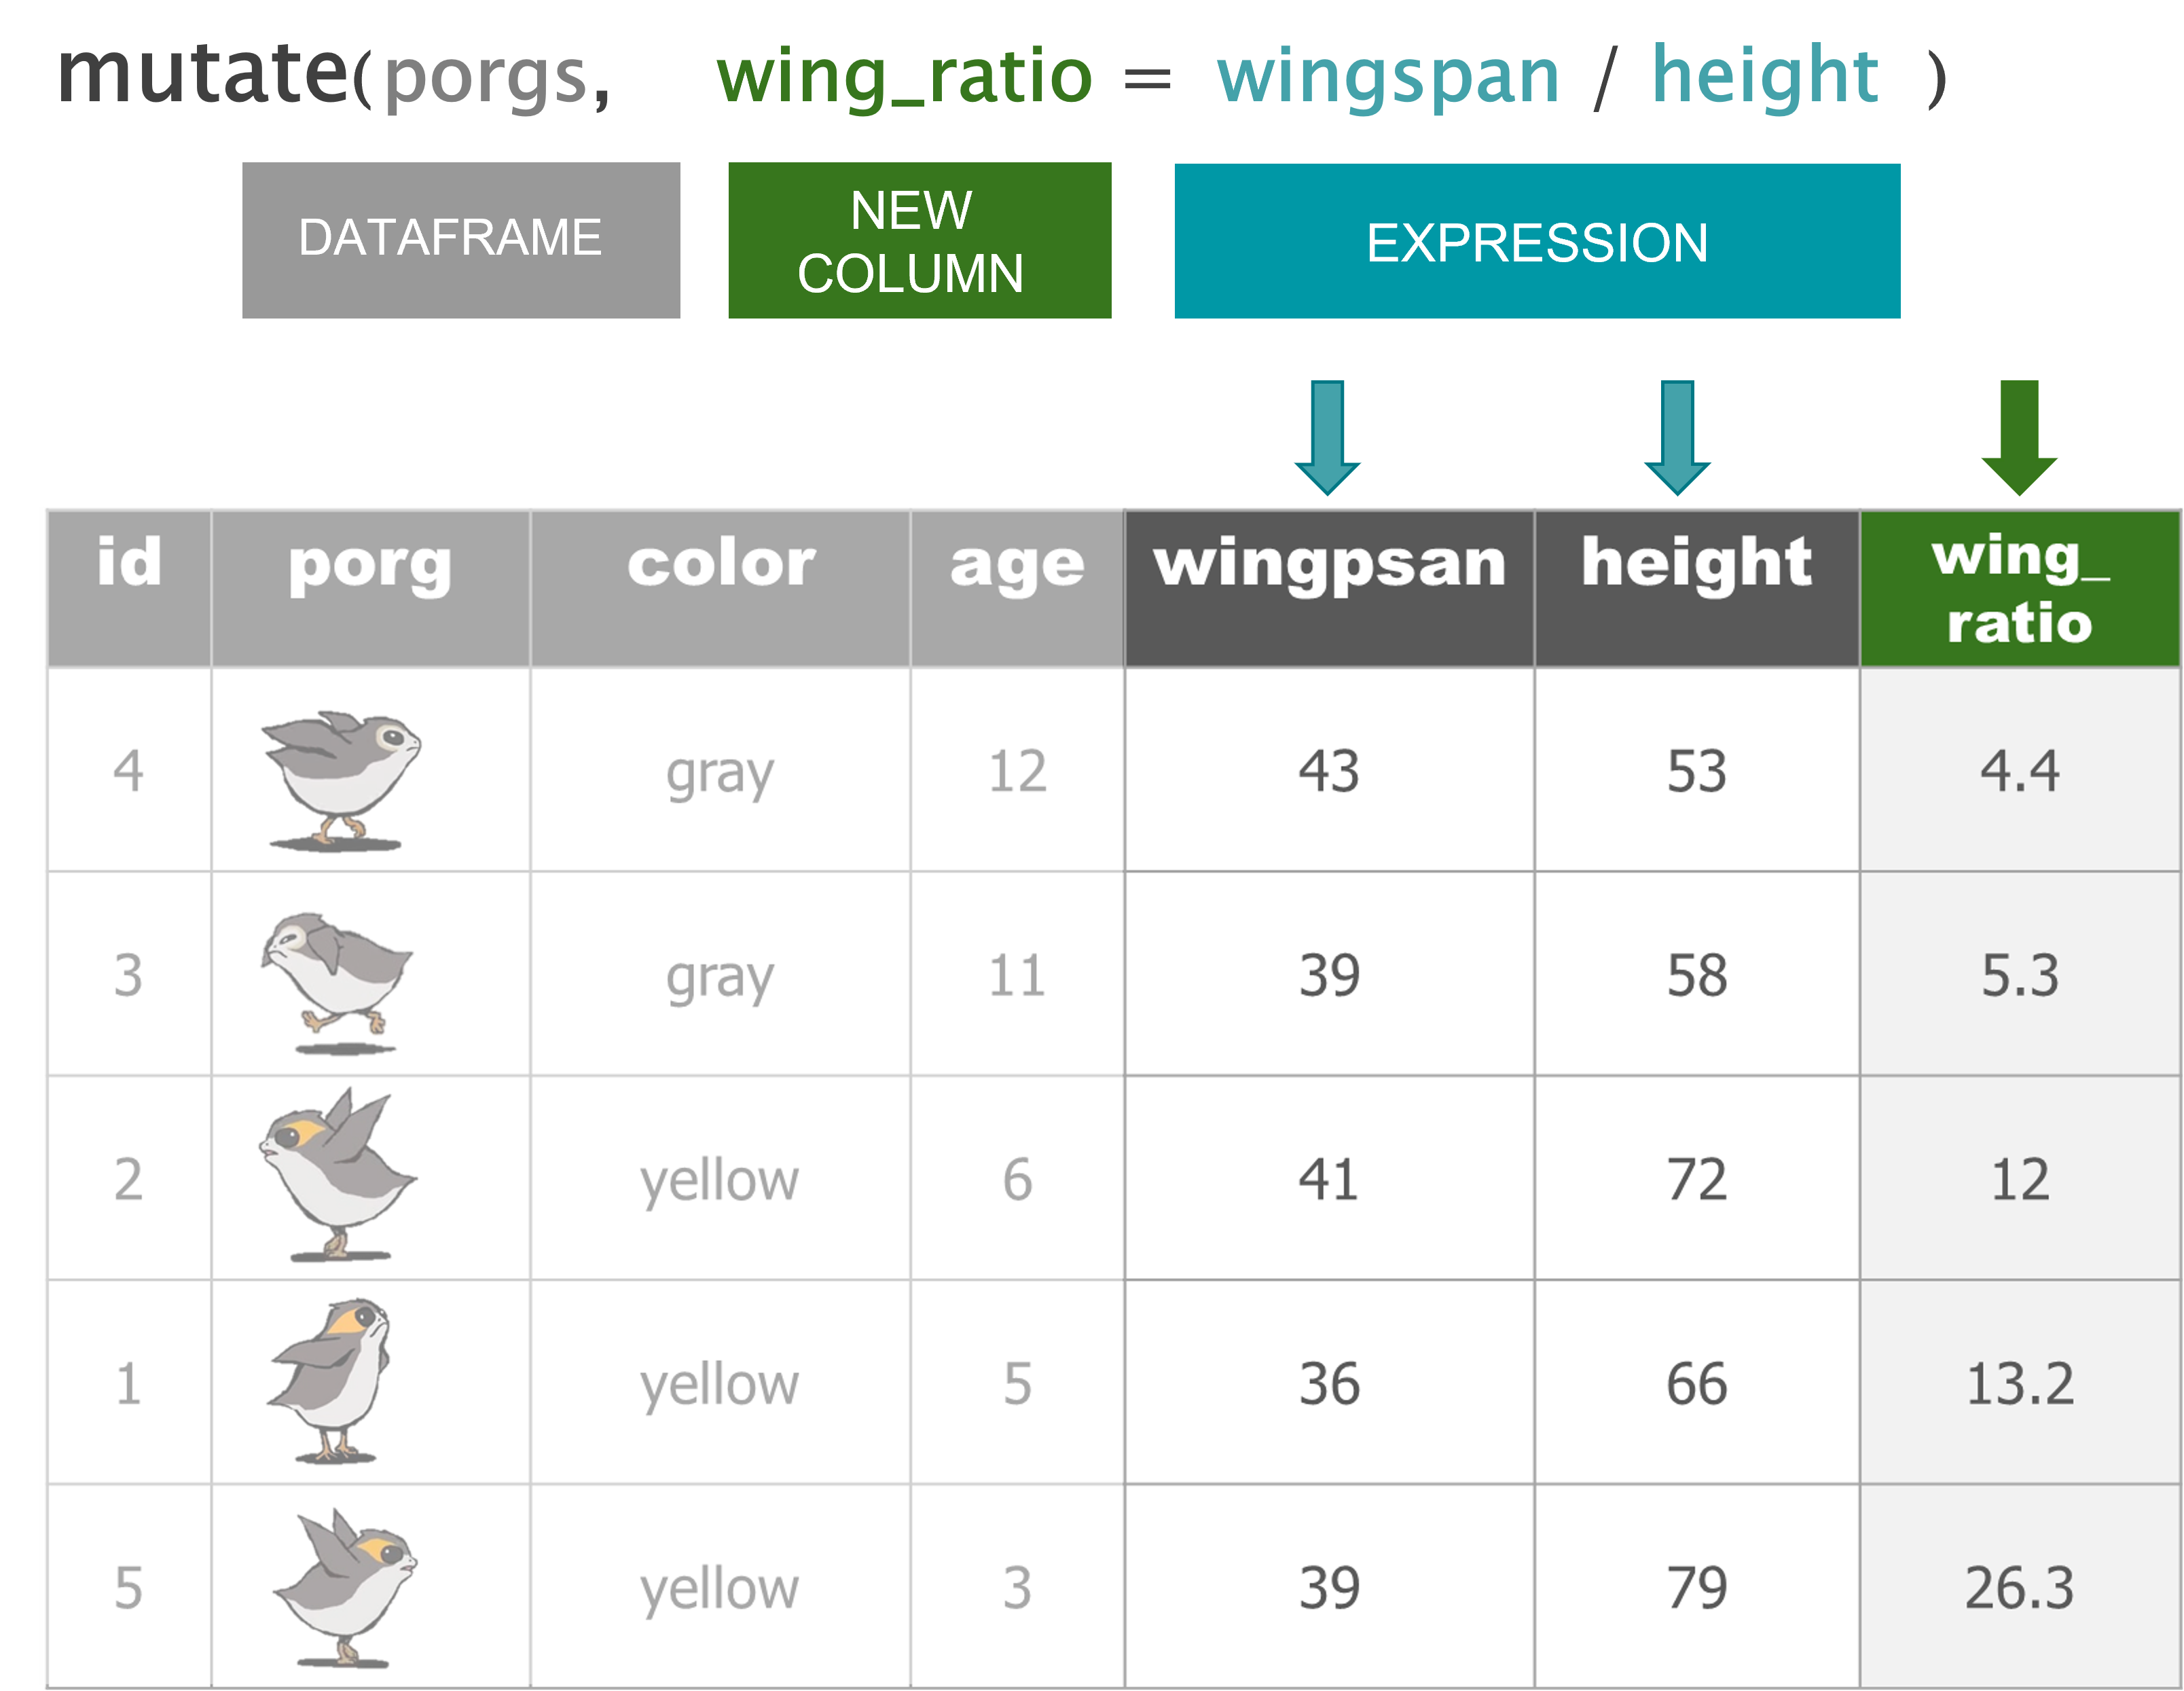 mutate(porgs, wing_ratio = wingspan / height )
DATAFRAME
NEW
COLUMN
EXPRESSION
id porg color age wingpsan height wing_
ratio
4 gray 12 43 53 4.4
3 gray 11 39 58 5.3
2 yellow 6 41 72 12
1 yellow 5 36 66 13.2
5 yellow 3 39 79 26.3